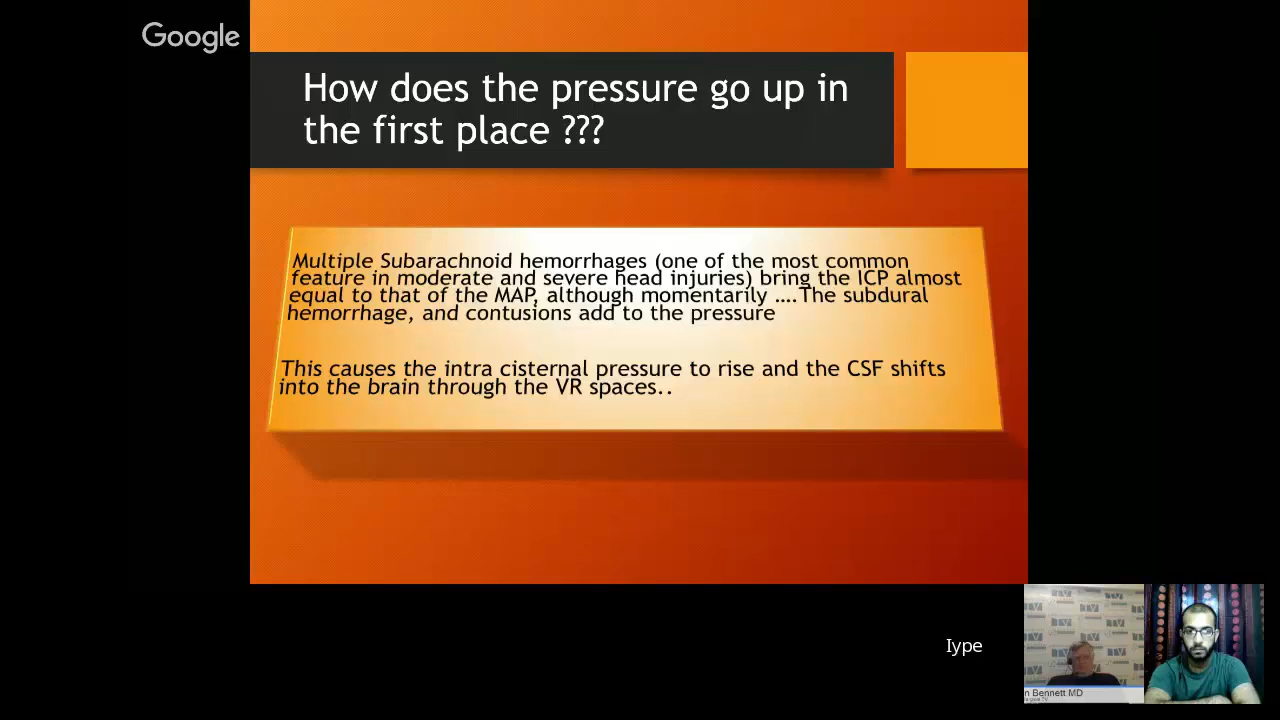 Google
How does the pressure go up in
the first place ???
Multiple Subarachnoid hemorrhages (one of the most common
feature in moderate and severe head injuries) bring the ICP almost
equal to that of the MAP, although momentarily ....The subdural
hemorrhage, and contusions add to the pressure
This causes the intra cisternal pressure to rise and the CSF shifts
into the brain through the VR spaces..
Iype
n Bennett MD